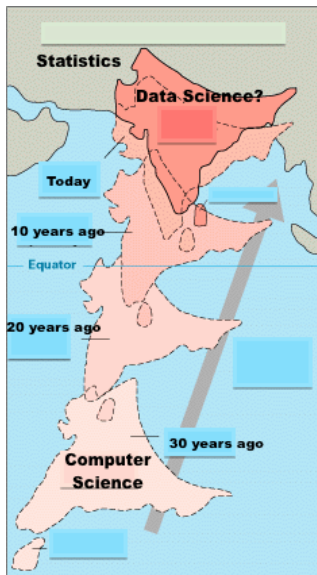 Statistics
Data Science?
Today
10 years ago
Equator
20 years ago
30 years ago
Computer
Science